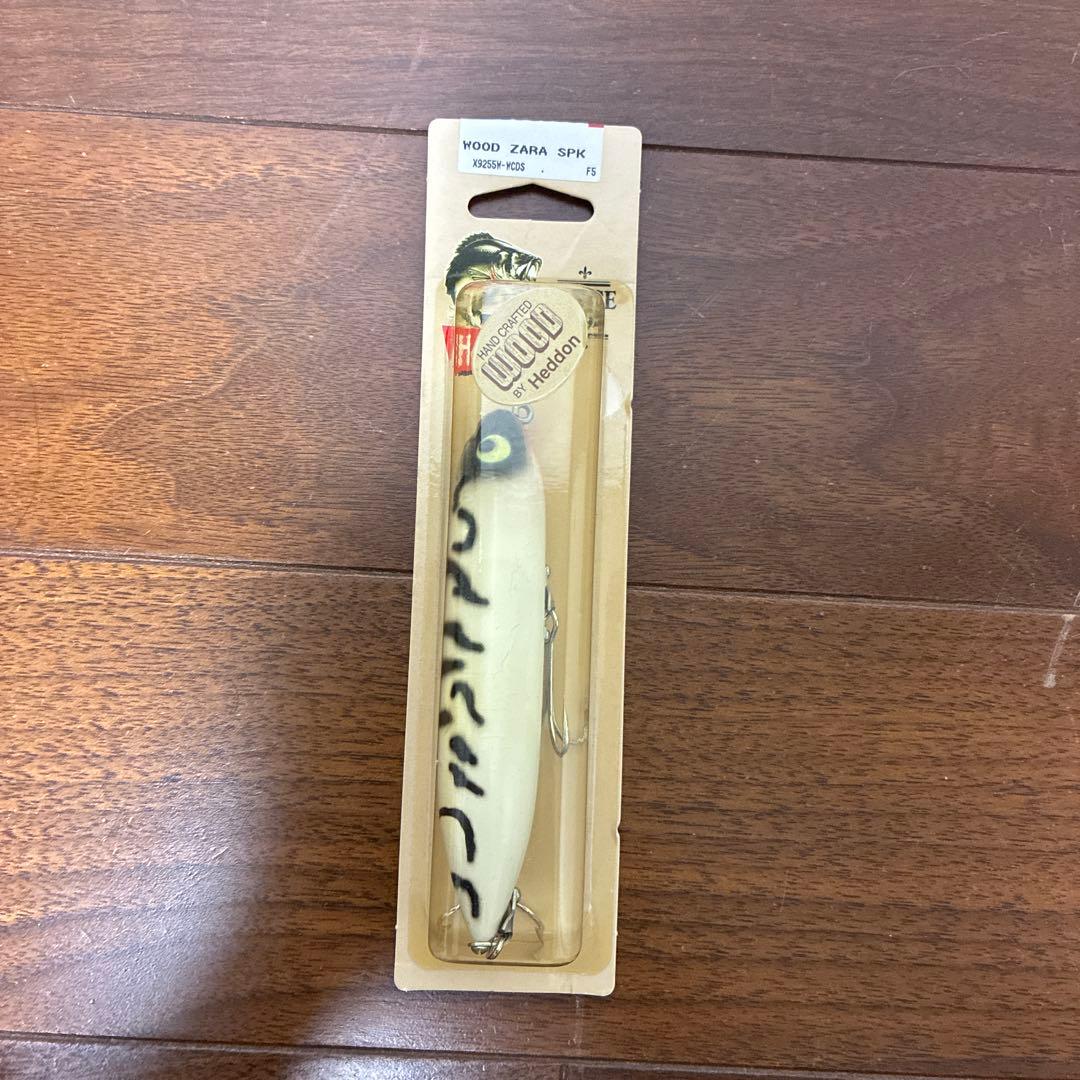 WOOD ZARA SPK
X9255W-WCDS F5
HAND CRAFTED
WOOD
BY Heddon
H